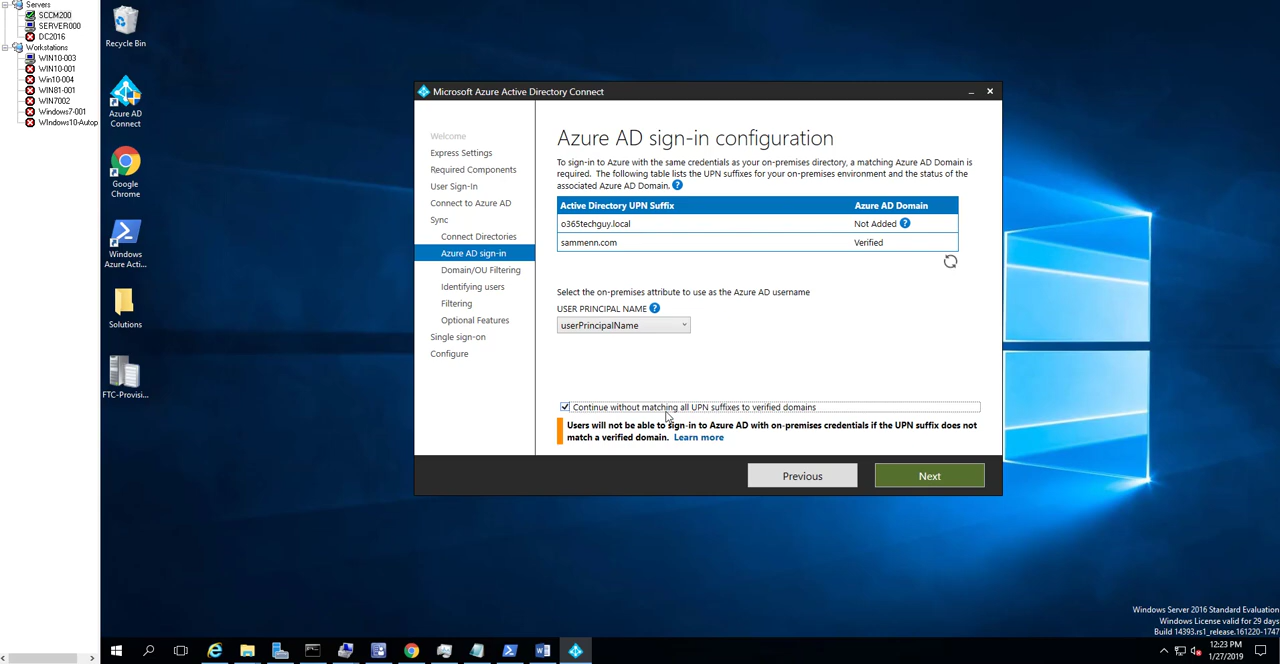 Servers
SCCM200
SERVER000
DC2016
Workstations
WIN10-003
WIN10-001
Win10-004
WIN81-001
WIN7002
Windows7-001
WIndows10-Autop
Recycle Bin
Azure AD
Connect
Google
Chrome
Windows
Azure Acti...
Solutions
FTC-Provisi...
Microsoft Azure Active Directory Connect
Welcome
Express Settings
Required Components
User Sign-In
Connect to Azure AD
Sync
Connect Directories
Azure AD sign-in
Domain/OU Filtering
Identifying users
Filtering
Optional Features
Single sign-on
Configure
Azure AD sign-in configuration
To sign-in to Azure with the same credentials as your on-premises directory, a matching Azure AD Domain is
required. The following table lists the UPN suffixes for your on-premises environment and the status of the
associated Azure AD Domain. ?
Active Directory UPN Suffix Azure AD Domain
o365techguy.local Not Added ?
sammenn.com Verified
Select the on-premises attribute to use as the Azure AD username
USER PRINCIPAL NAME ?
userPrincipalName
Continue without matching all UPN suffixes to verified domains
Users will not be able to sign-in to Azure AD with on-premises credentials if the UPN suffix does not
match a verified domain. Learn more
Previous Next
Windows Server 2016 Standard Evaluation
Windows License valid for 29 days
Build 14393.rs1_release.161220-1747
12:23 PM
1/27/2019